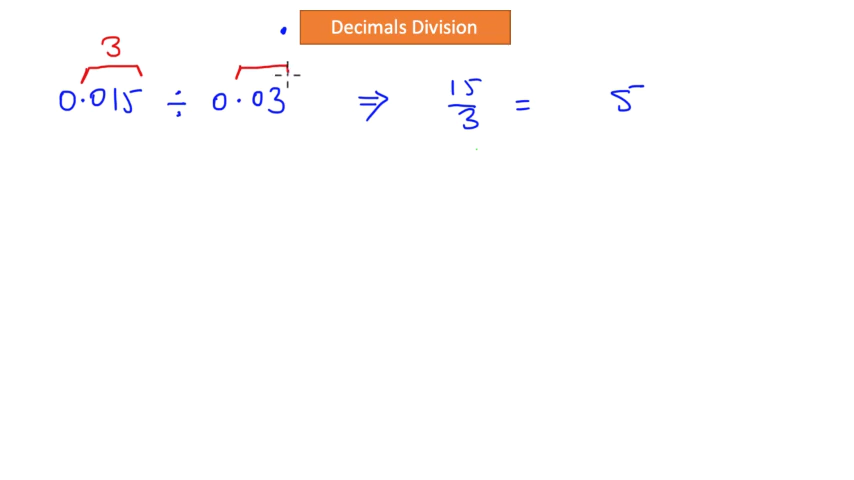 Decimals Division
3
0.015 ÷ 0.03 ⇒ 15/3 = 5